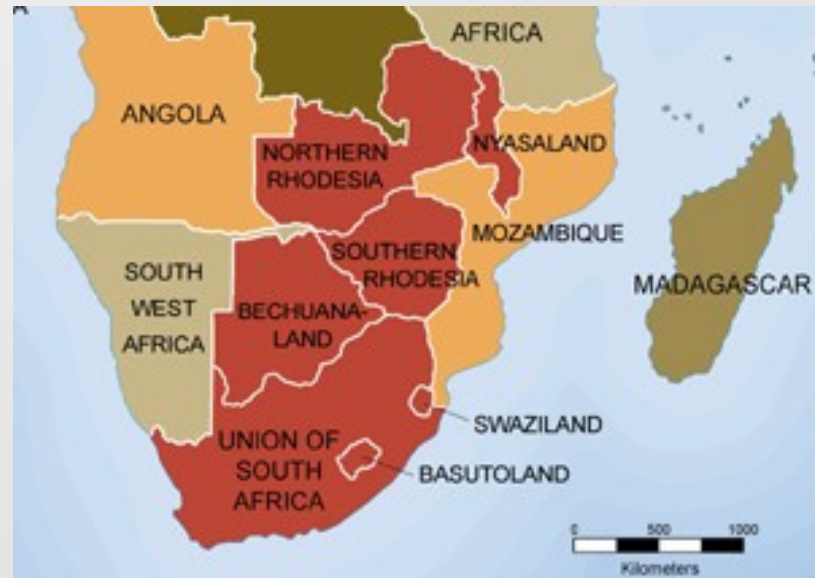 AFRICA
ANGOLA
NORTHERN
RHODESIA
NYASALAND
MOZAMBIQUE
SOUTHERN
RHODESIA
SOUTH
WEST
AFRICA
BECHUANA-
LAND
MADAGASCAR
SWAZILAND
UNION OF
SOUTH
AFRICA
BASUTOLAND
0 500 1000
Kilometers